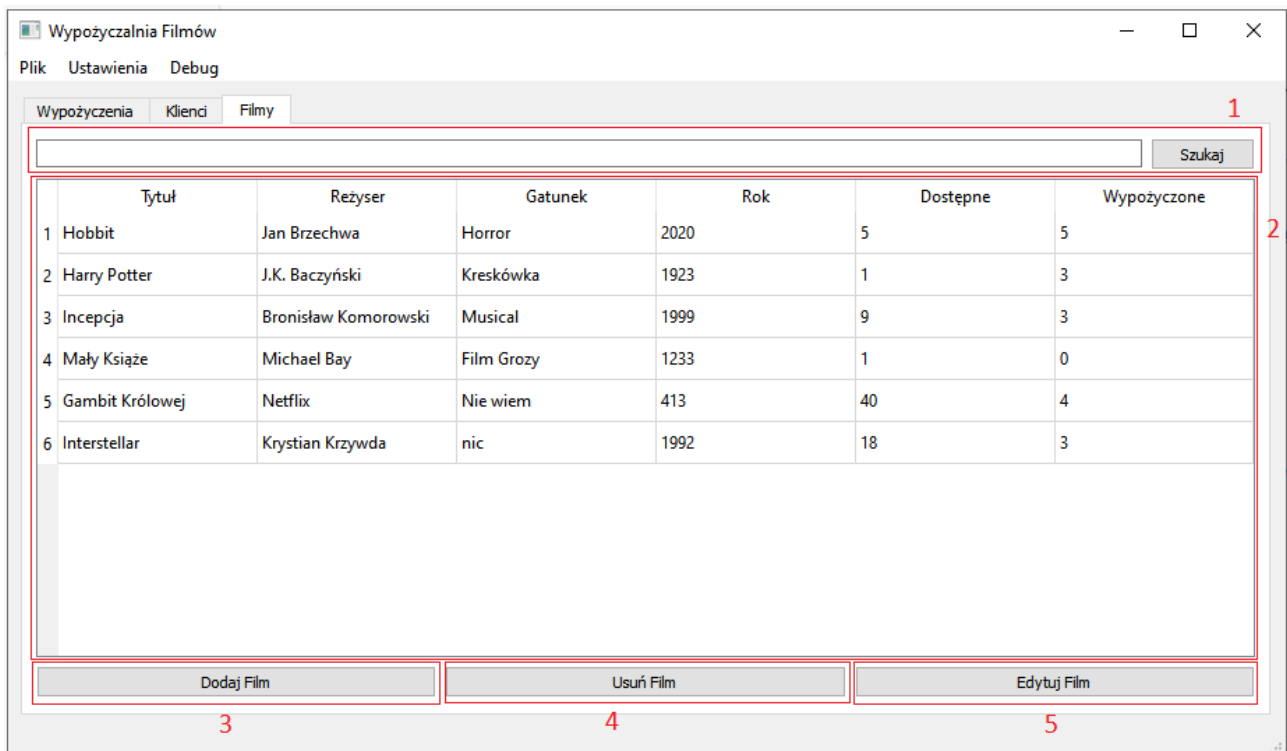 Wypożyczalnia Filmów
Plik Ustawienia Debug
Wypożyczenia Klienci Filmy
1
Szukaj
Tytuł Reżyser Gatunek Rok Dostępne Wypożyczone
2
1 Hobbit Jan Brzechwa Horror 2020 5 5
2 Harry Potter J.K. Baczyński Kreskówka 1923 1 3
3 Incepcja Bronisław Komorowski Musical 1999 9 3
4 Mały Książe Michael Bay Film Grozy 1233 1 0
5 Gambit Królowej Netflix Nie wiem 413 40 4
6 Interstellar Krystian Krzywda nic 1992 18 3
Dodaj Film Usuń Film Edytuj Film
3 4 5